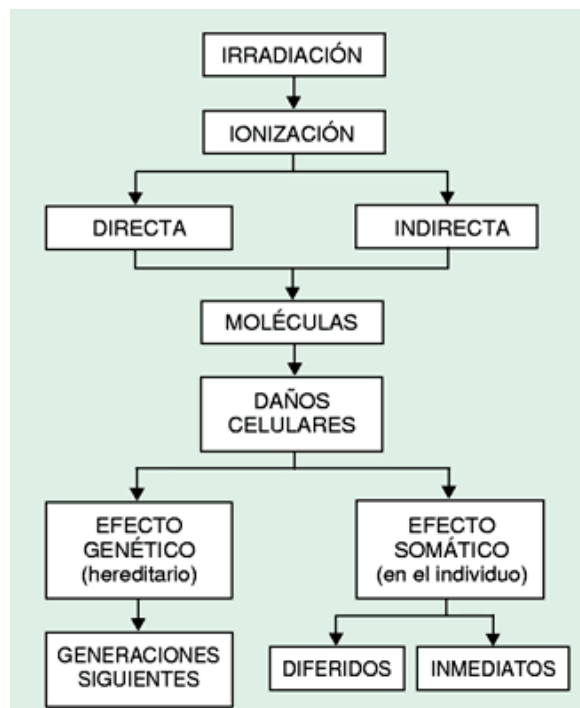 IRRADIACIÓN
IONIZACIÓN
DIRECTA
INDIRECTA
MOLÉCULAS
DAÑOS
CELULARES
EFECTO
GENÉTICO
(hereditario)
EFECTO
SOMÁTICO
(en el individuo)
GENERACIONES
SIGUIENTES
DIFERIDOS
INMEDIATOS